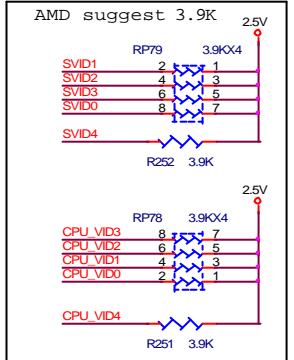 AMD suggest 3.9K
2.5V
RP79 3.9KX4
SVID1 2 1
SVID2 4 3
SVID3 6 5
SVID0 8 7
SVID4
R252 3.9K
2.5V
RP78 3.9KX4
CPU_VID3 8 7
CPU_VID2 6 5
CPU_VID1 4 3
CPU_VID0 2 1
CPU_VID4
R251 3.9K